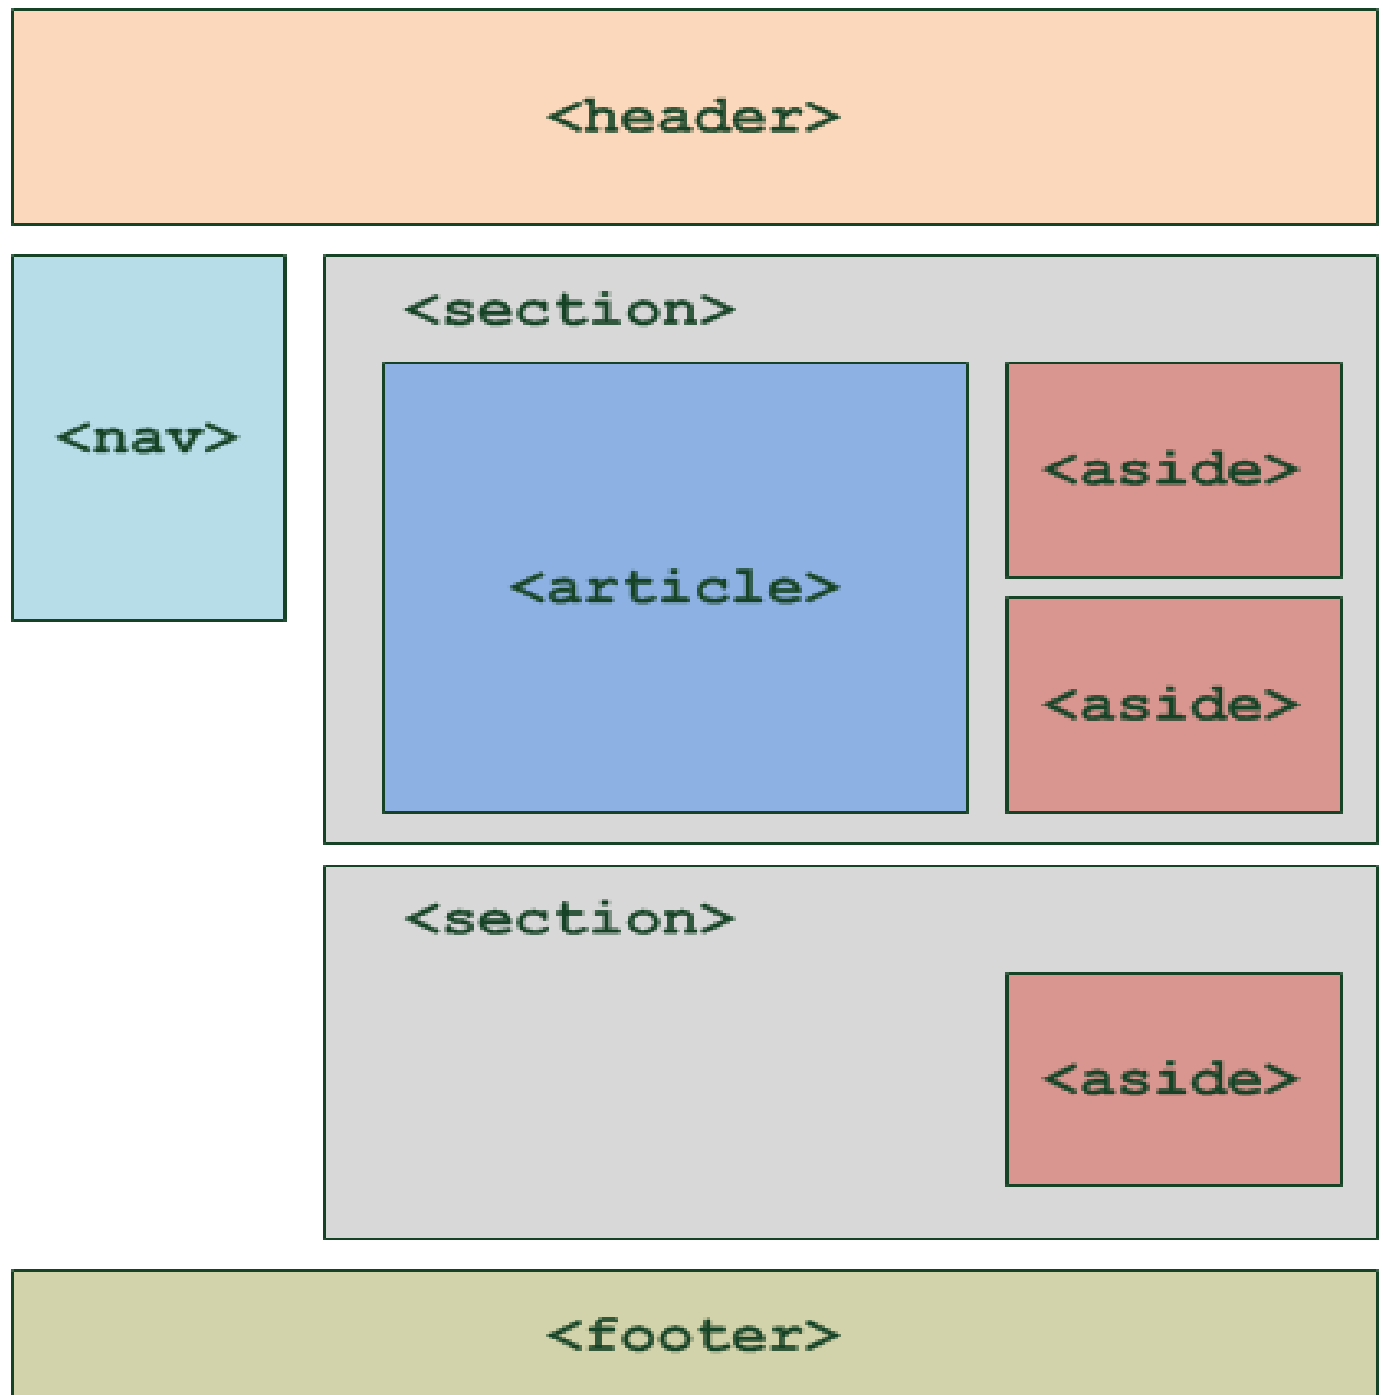 <header>
<nav>
<section>
<article>
<aside>
<aside>
<section>
<aside>
<footer>